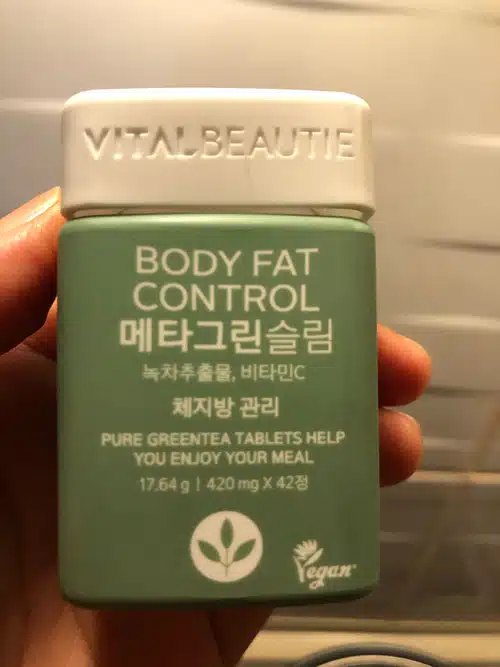 VITALBEAUTIE
BODY FAT
CONTROL
메타그린슬림
녹차추출물, 비타민C
체지방 관리
PURE GREENTEA TABLETS HELP
YOU ENJOY YOUR MEAL
17.64 g | 420 mg X 42정
Vegan